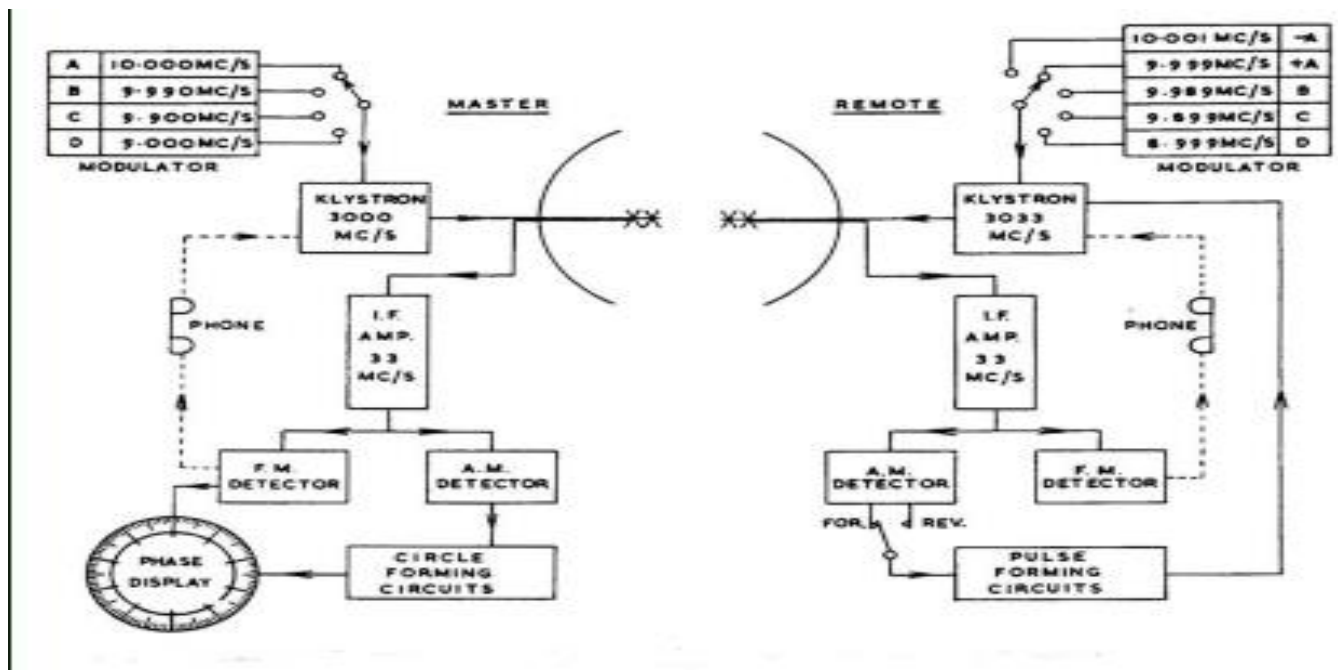 A 10·000MC/S
B 9·990MC/S
C 9·900MC/S
D 9·000MC/S
MODULATOR
MASTER
REMOTE
10·001 MC/S -A
9·999MC/S +A
9·989MC/S B
9·899MC/S C
8·999MC/S D
MODULATOR
KLYSTRON
3000
MC/S
KLYSTRON
3033
MC/S
PHONE
I.F.
AMP.
33
MC/S
I.F.
AMP.
33
MC/S
PHONE
F.M.
DETECTOR
A.M.
DETECTOR
A.M.
DETECTOR
F.M.
DETECTOR
FOR. REV.
PHASE
DISPLAY
CIRCLE
FORMING
CIRCUITS
PULSE
FORMING
CIRCUITS